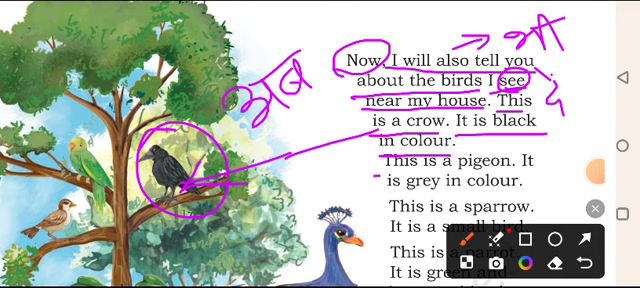 Now, I will also tell you
about the birds I see
near my house. This
is a crow. It is black
in colour.
This is a pigeon. It
is grey in colour.
This is a sparrow.
It is a small bird.
This is a parrot.
It is green and
अब